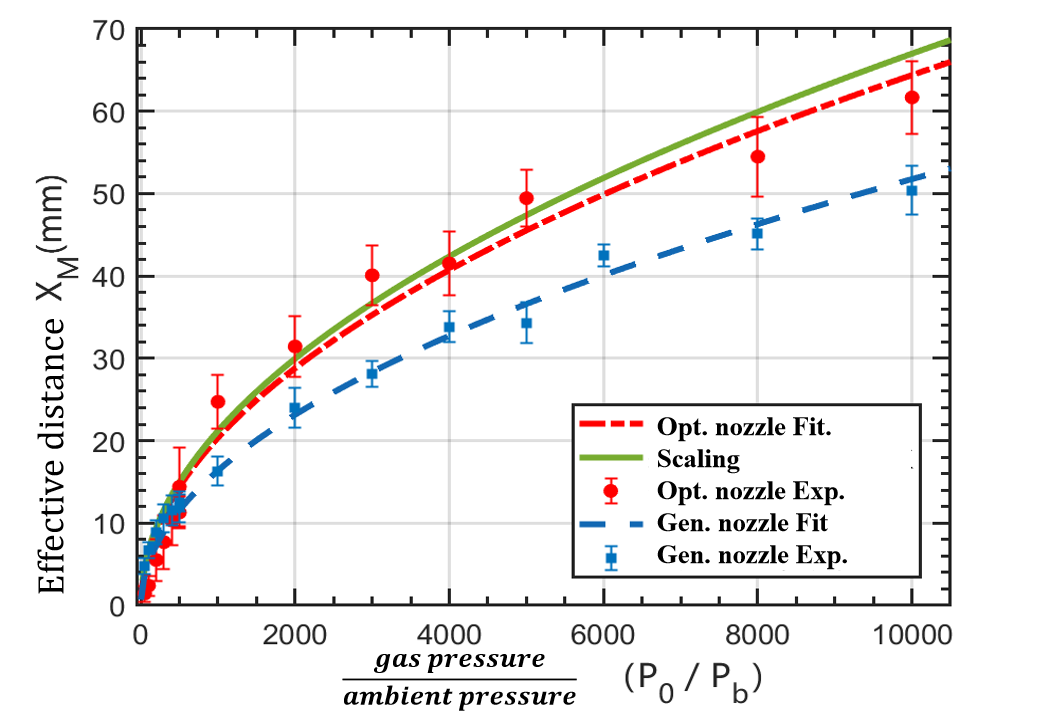 70
60
50
40
30
20
10
0
Effective distance X_M(mm)
Opt. nozzle Fit.
Scaling
Opt. nozzle Exp.
Gen. nozzle Fit
Gen. nozzle Exp.
0 2000 4000 6000 8000 10000
gas pressure
ambient pressure
(P_0 / P_b)